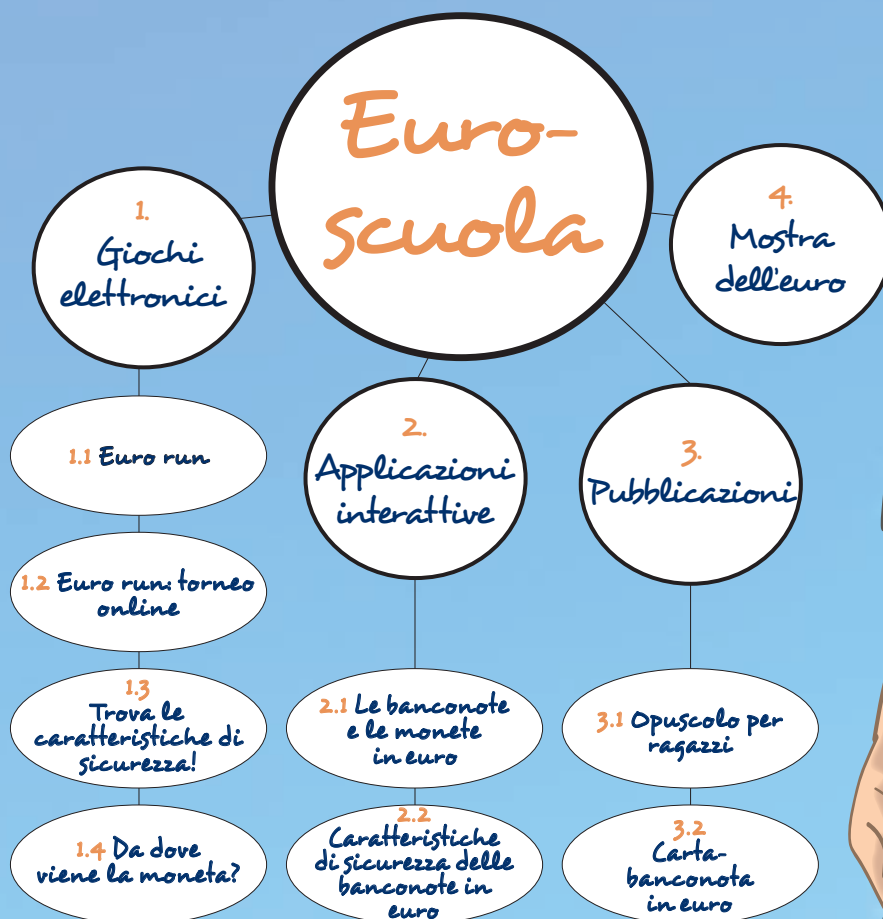 Euro-
scuola
1.
Giochi
elettronici
4.
Mostra
dell'euro
2.
Applicazioni
interattive
3.
Pubblicazioni
1.1 Euro run
1.2 Euro run: torneo
online
1.3
Trova le
caratteristiche di
sicurezza!
1.4 Da dove
viene la moneta?
2.1 Le banconote
e le monete
in euro
2.2
Caratteristiche
di sicurezza delle
banconote in
euro
3.1 Opuscolo per
ragazzi
3.2
Carta-
banconota
in euro